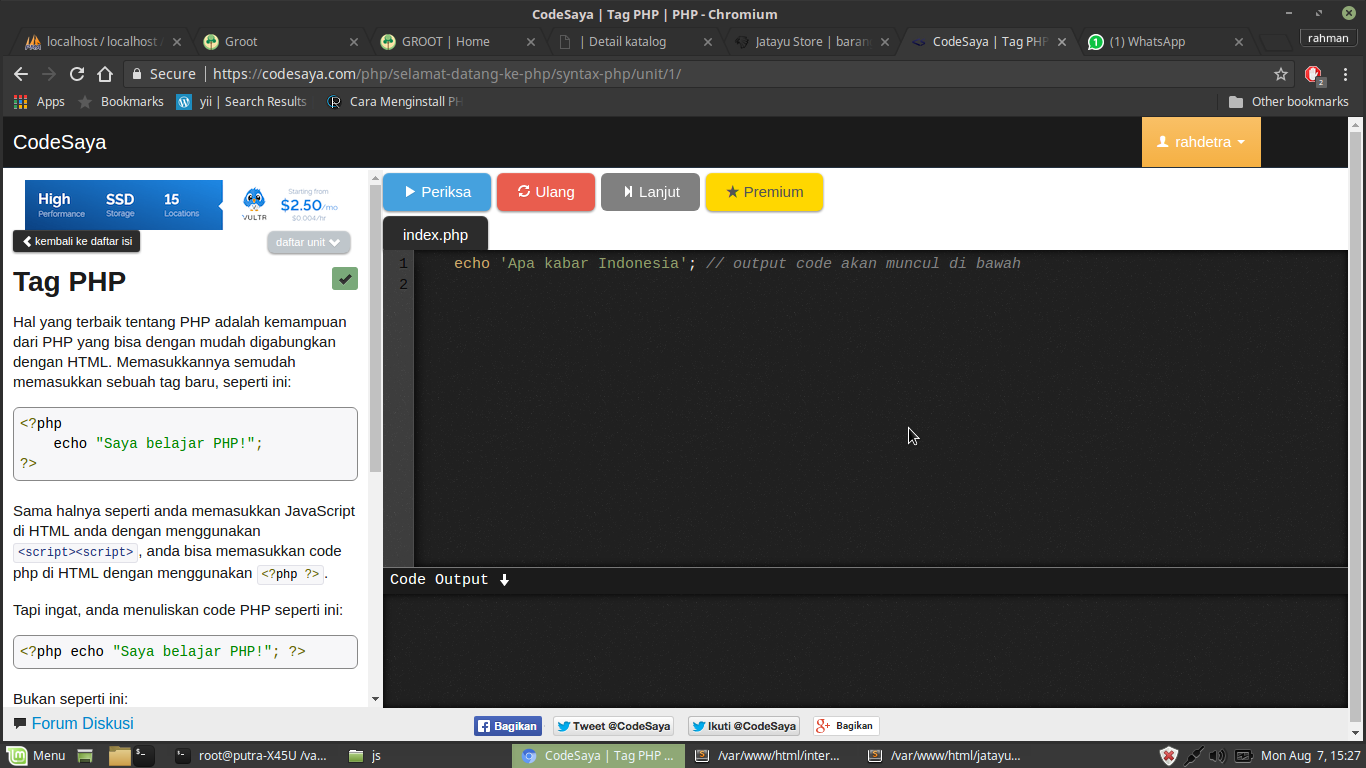 CodeSaya | Tag PHP | PHP - Chromium
localhost / localhost
Groot
GROOT | Home
| Detail katalog
Jatayu Store | baran
CodeSaya | Tag PHP
(1) WhatsApp
rahman
Secure
https://codesaya.com/php/selamat-datang-ke-php/syntax-php/unit/1/
2
Apps
Bookmarks
yii | Search Results
Cara Menginstall PH
Other bookmarks
CodeSaya
rahdetra
High
Performance
SSD
Storage
15
Locations
VULTR
Starting from
$2.50/mo
$0.004/hr
kembali ke daftar isi
daftar unit
Tag PHP
Hal yang terbaik tentang PHP adalah kemampuan
dari PHP yang bisa dengan mudah digabungkan
dengan HTML. Memasukkannya semudah
memasukkan sebuah tag baru, seperti ini:
<?php
echo "Saya belajar PHP!";
?>
Sama halnya seperti anda memasukkan JavaScript
di HTML anda dengan menggunakan
<script><script>, anda bisa memasukkan code
php di HTML dengan menggunakan <?php ?>.
Tapi ingat, anda menuliskan code PHP seperti ini:
<?php echo "Saya belajar PHP!"; ?>
Bukan seperti ini:
Forum Diskusi
Periksa
Ulang
Lanjut
Premium
index.php
1 echo 'Apa kabar Indonesia'; // output code akan muncul di bawah
2
Code Output
Bagikan
Tweet @CodeSaya
Ikuti @CodeSaya
Bagikan
Menu
root@putra-X45U /va...
js
CodeSaya | Tag PHP ...
/var/www/html/inter...
/var/www/html/jatayu...
Mon Aug 7, 15:27